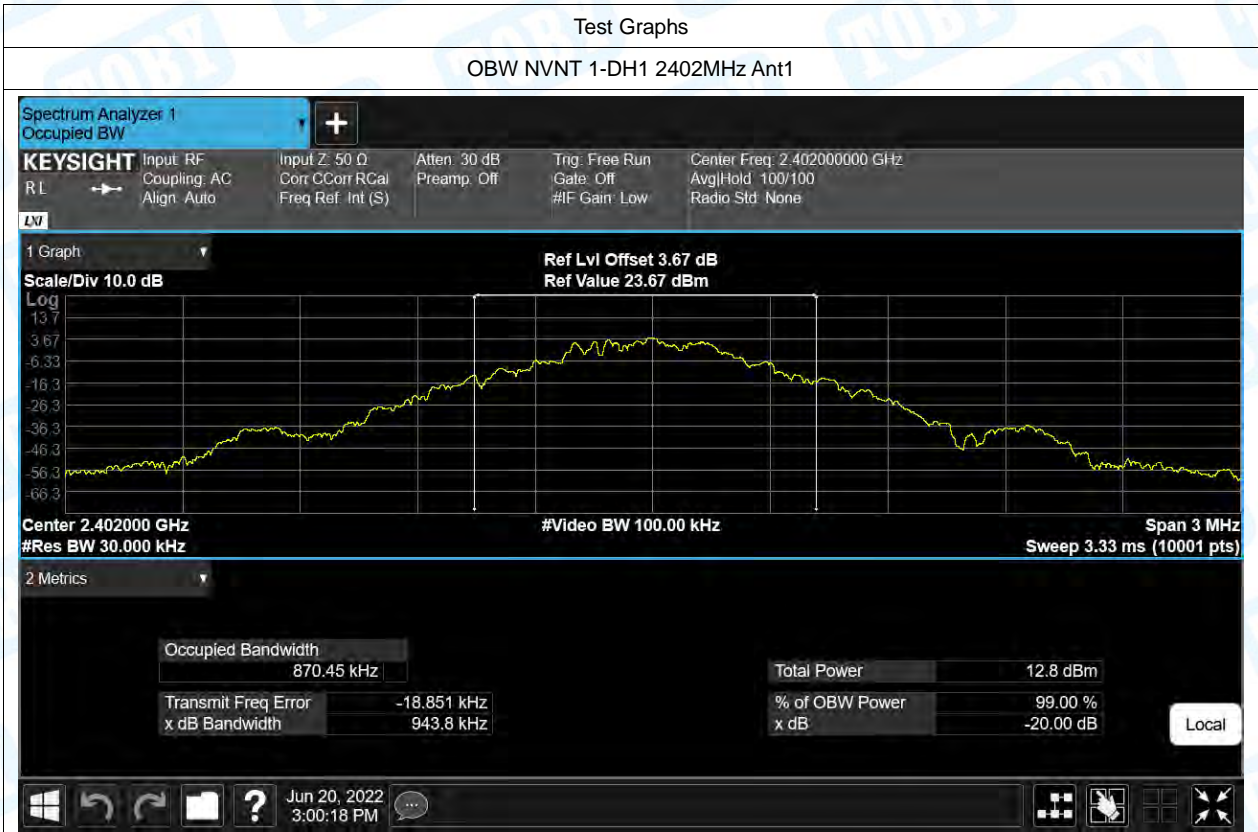 Test Graphs
OBW NVNT 1-DH1 2402MHz Ant1
Spectrum Analyzer 1
Occupied BW
KEYSIGHT
RL
LXI
Input: RF
Coupling: AC
Align: Auto
Input Z: 50 Ω
Corr CCorr RCal
Freq Ref: Int (S)
Atten: 30 dB
Preamp: Off
Trig: Free Run
Gate: Off
#IF Gain: Low
Center Freq: 2.402000000 GHz
Avg|Hold: 100/100
Radio Std: None
1 Graph
Scale/Div 10.0 dB
Ref Lvl Offset 3.67 dB
Ref Value 23.67 dBm
Log
13.7
3.67
-6.33
-16.3
-26.3
-36.3
-46.3
-56.3
-66.3
Center 2.402000 GHz
#Res BW 30.000 kHz
#Video BW 100.00 kHz
Span 3 MHz
Sweep 3.33 ms (10001 pts)
2 Metrics
Occupied Bandwidth
870.45 kHz
Transmit Freq Error -18.851 kHz
x dB Bandwidth 943.8 kHz
Total Power 12.8 dBm
% of OBW Power 99.00 %
x dB -20.00 dB
Local
?
Jun 20, 2022
3:00:18 PM
TOBY